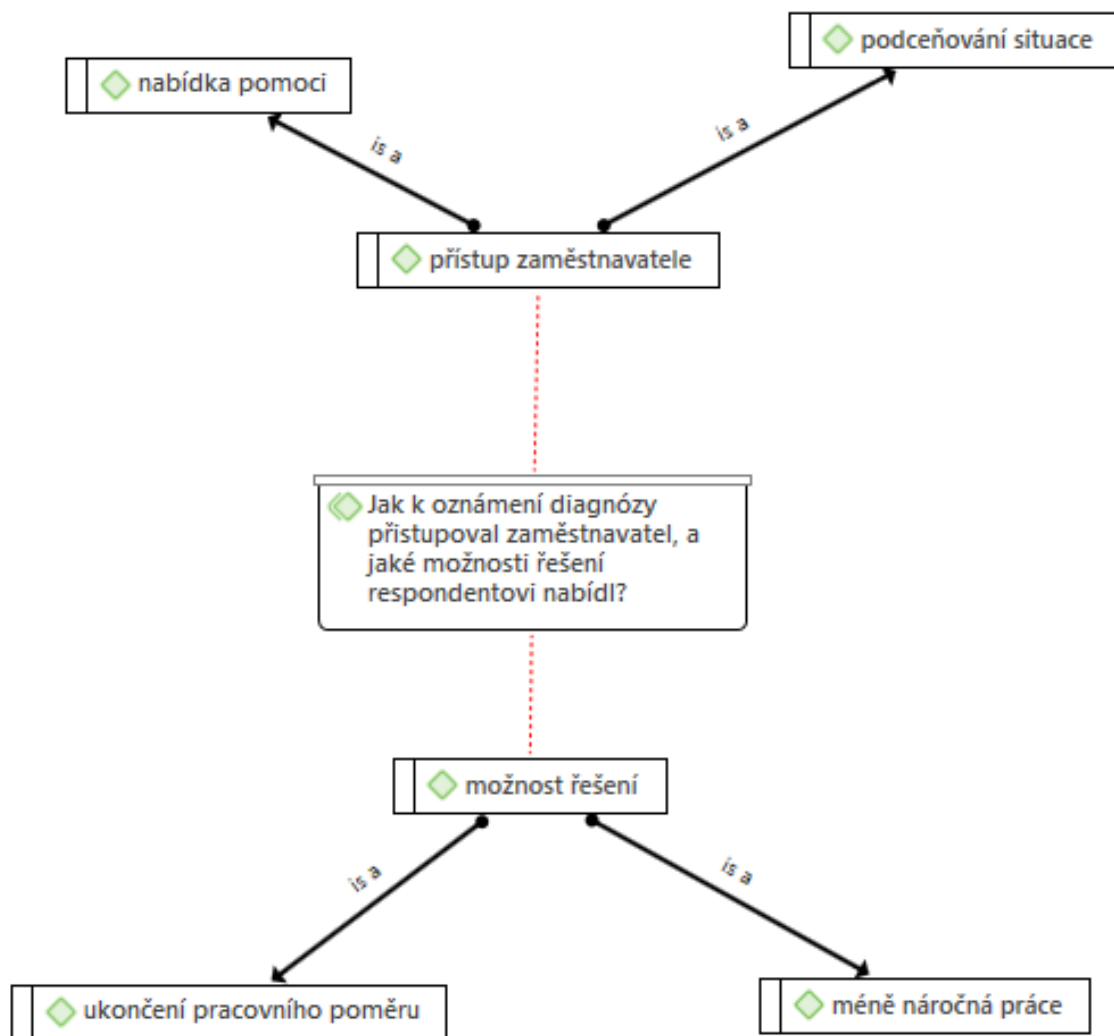 podceňování situace
nabídka pomoci
is a
is a
přístup zaměstnavatele
Jak k oznámení diagnózy
přistupoval zaměstnavatel, a
jaké možnosti řešení
respondentovi nabídl?
možnost řešení
is a
is a
ukončení pracovního poměru
méně náročná práce